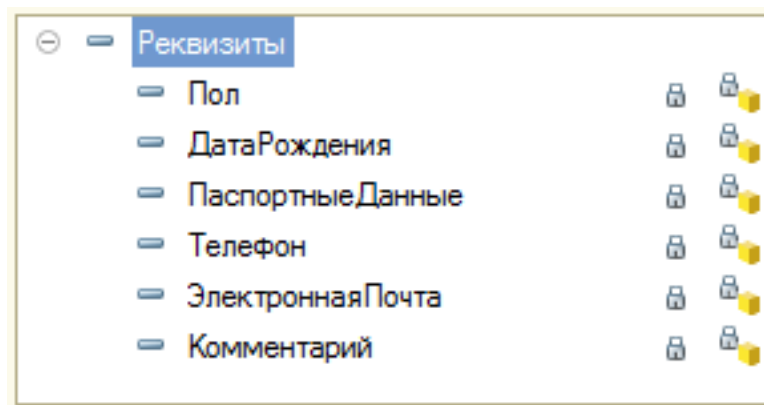 Реквизиты
Пол
ДатаРождения
ПаспортныеДанные
Телефон
ЭлектроннаяПочта
Комментарий